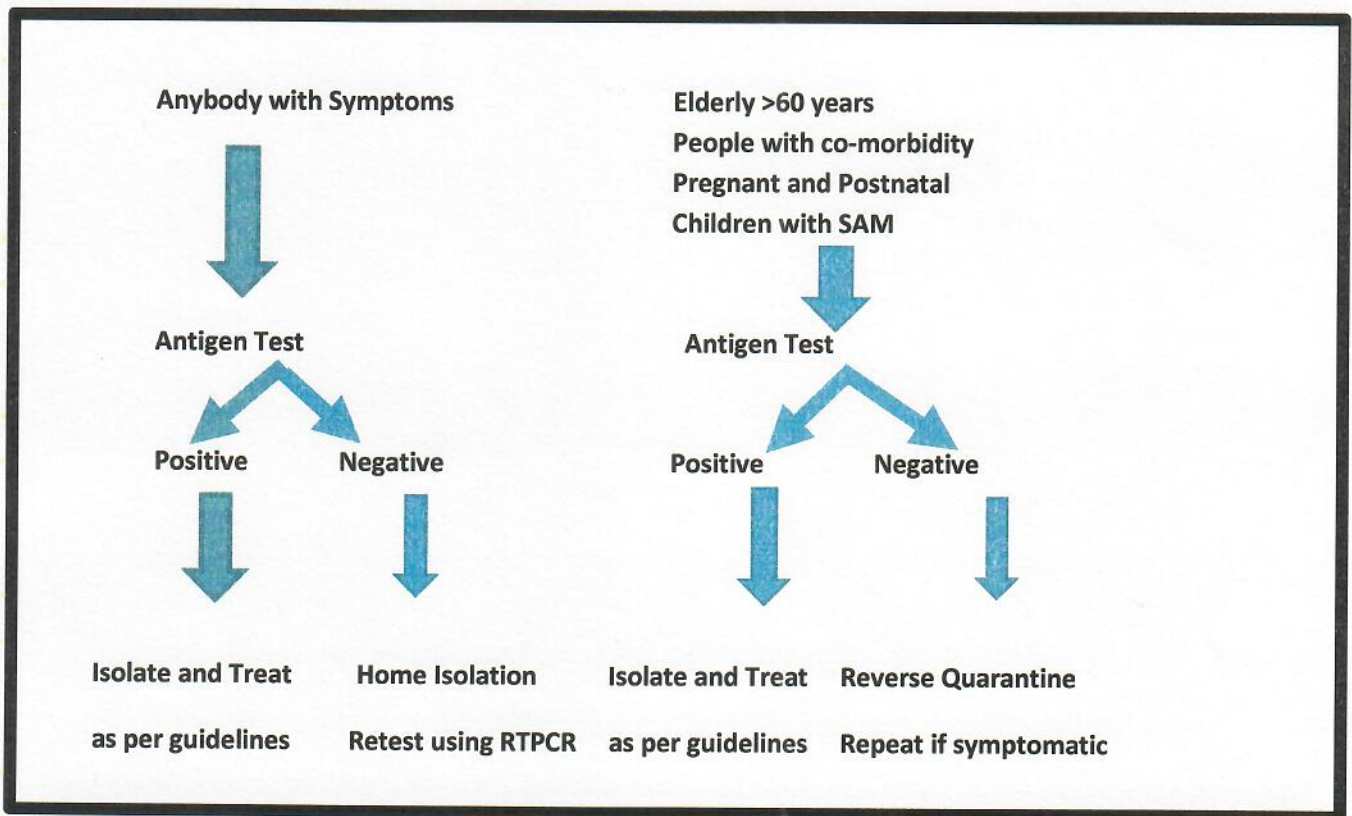 Anybody with Symptoms
Antigen Test
Positive
Negative
Isolate and Treat
as per guidelines
Home Isolation
Retest using RTPCR
Elderly >60 years
People with co-morbidity
Pregnant and Postnatal
Children with SAM
Antigen Test
Positive
Negative
Isolate and Treat
as per guidelines
Reverse Quarantine
Repeat if symptomatic